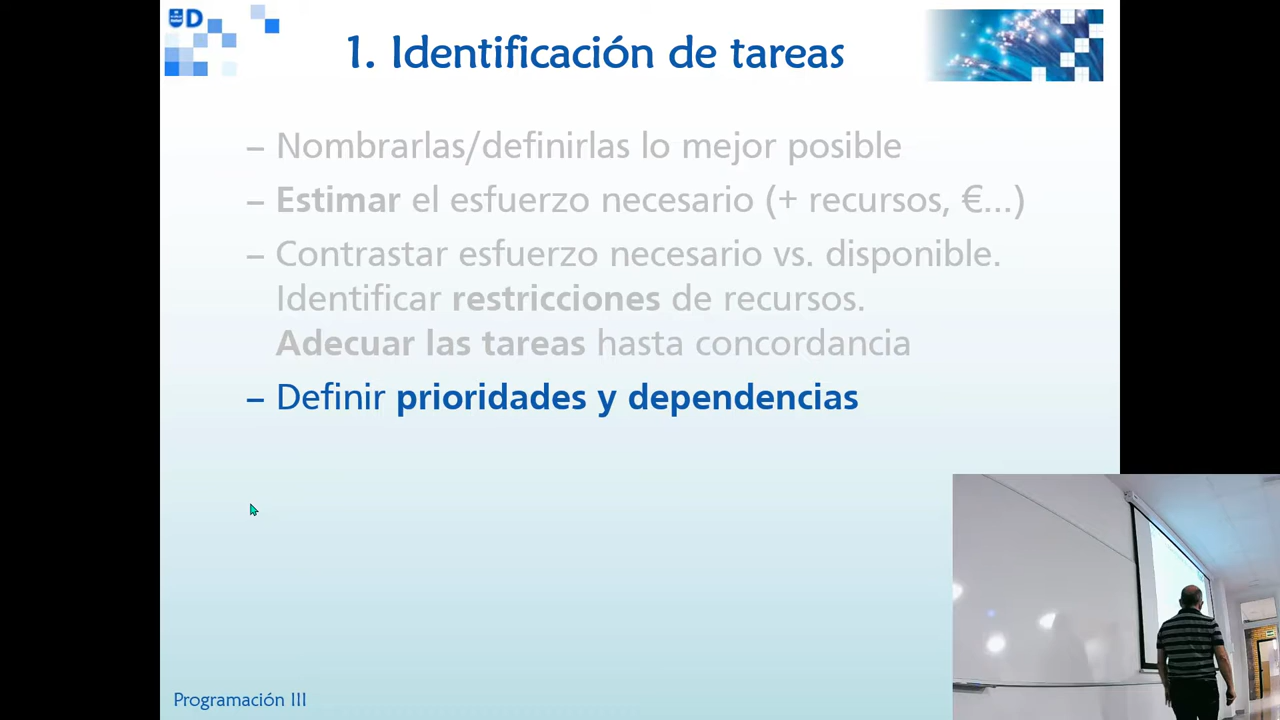 UD
1. Identificación de tareas
– Nombrarlas/definirlas lo mejor posible
– Estimar el esfuerzo necesario (+ recursos, €...)
– Contrastar esfuerzo necesario vs. disponible.
Identificar restricciones de recursos.
Adecuar las tareas hasta concordancia
– Definir prioridades y dependencias
Programación III